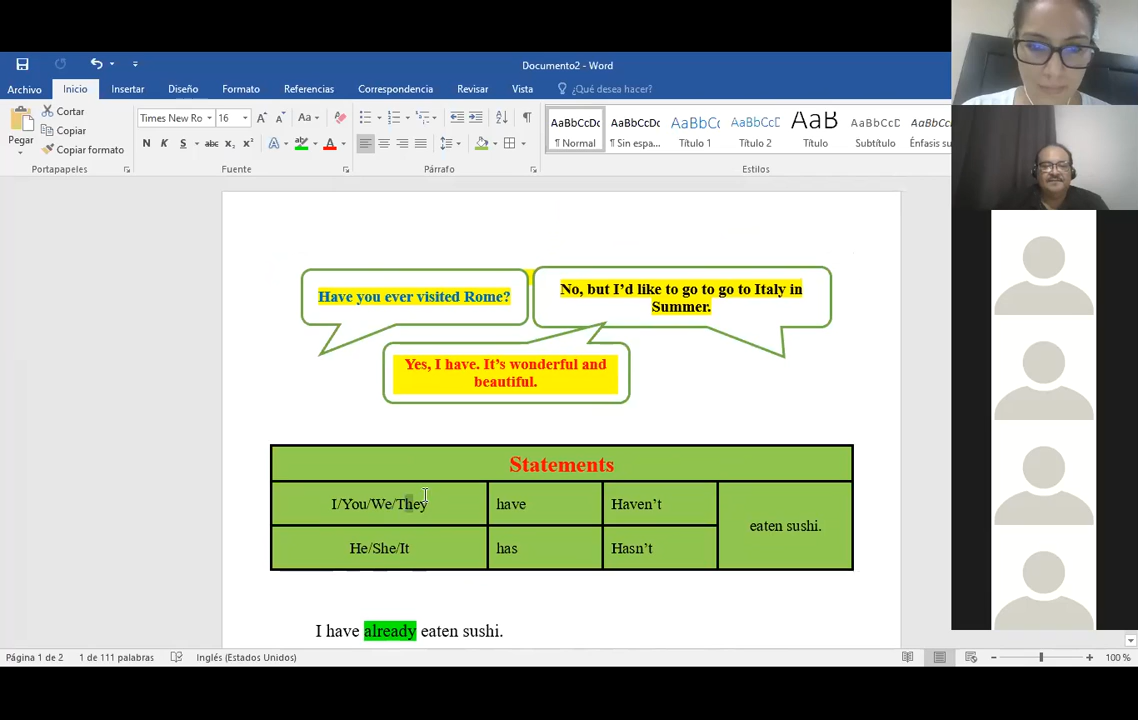 Documento2 - Word
Archivo
Inicio
Insertar
Diseño
Formato
Referencias
Correspondencia
Revisar
Vista
¿Qué desea hacer?
Pegar
Cortar
Copiar
Copiar formato
Portapapeles
Times New Ro
16
Aa
N K S abc x₂ x²
Fuente
Párrafo
AaBbCcDc
¶ Normal
AaBbCcDc
¶ Sin espa...
AaBbCc
Título 1
AaBbCcD
Título 2
AaB
Título
AaBbCcD
Subtítulo
AaBbCcD
Énfasis su
Estilos
Have you ever visited Rome?
No, but I’d like to go to go to Italy in
Summer.
Yes, I have. It’s wonderful and
beautiful.
Statements
I/You/We/They
have
Haven’t
eaten sushi.
He/She/It
has
Hasn’t
I have already eaten sushi.
Página 1 de 2
1 de 111 palabras
Inglés (Estados Unidos)
100 %